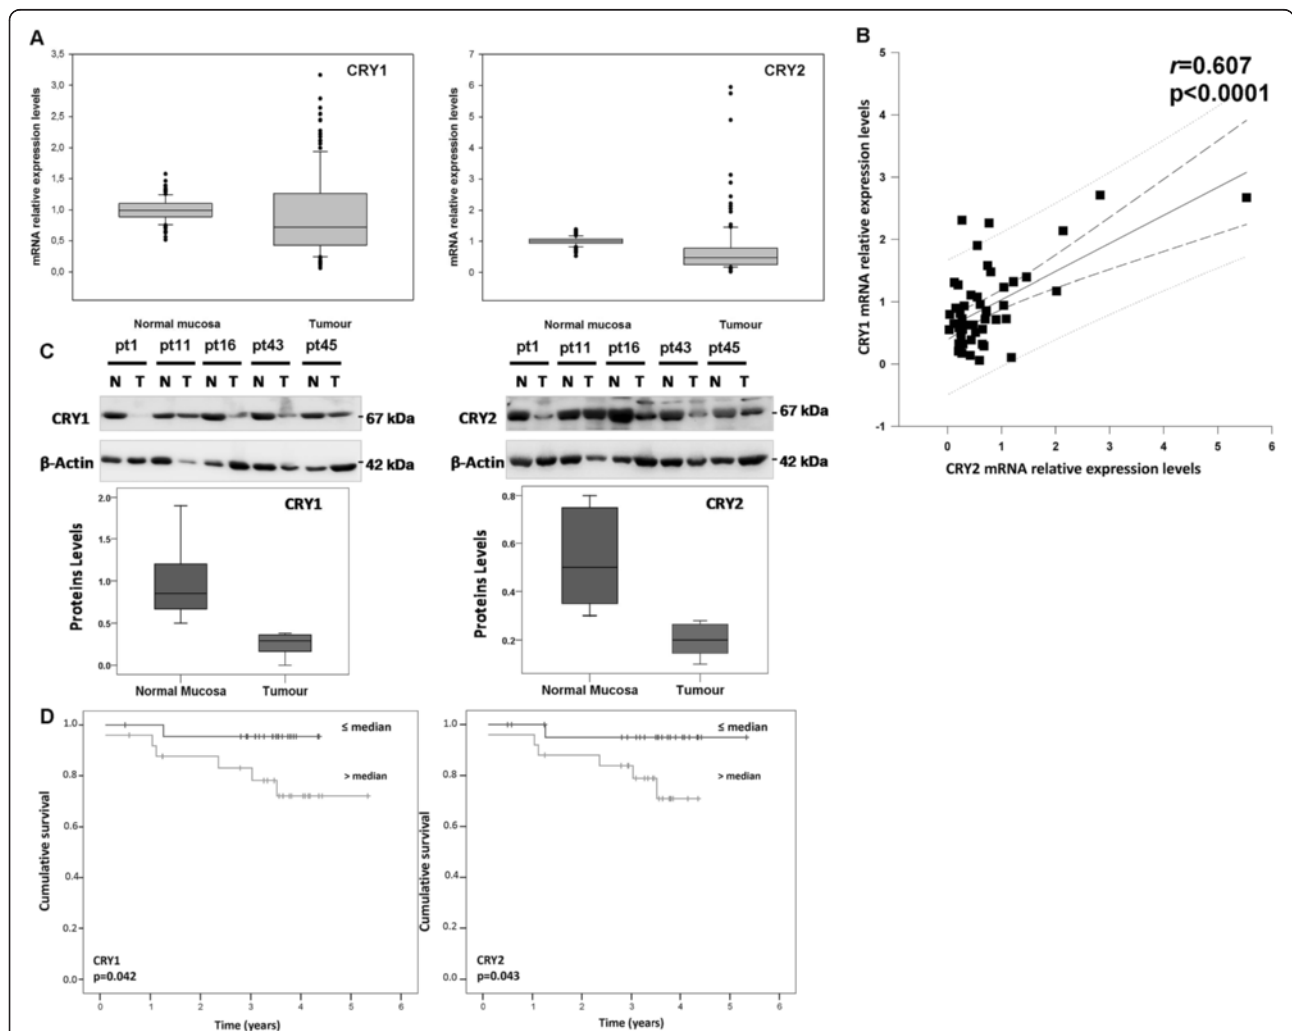 A
mRNA relative expression levels
3,5
3,0
2,5
2,0
1,5
1,0
0,5
0,0
CRY1
Normal mucosa
Tumour
mRNA relative expression levels
7
6
5
4
3
2
1
0
CRY2
Normal mucosa
Tumour
B
CRY1 mRNA relative expression levels
5
4
3
2
1
0
-1
r=0.607
p<0.0001
0 1 2 3 4 5 6
CRY2 mRNA relative expression levels
C
pt1 pt11 pt16 pt43 pt45
N T N T N T N T N T
CRY1
67 kDa
β-Actin
42 kDa
pt1 pt11 pt16 pt43 pt45
N T N T N T N T N T
CRY2
67 kDa
β-Actin
42 kDa
Proteins Levels
2.0
1.5
1.0
0.5
0.0
CRY1
Normal Mucosa
Tumour
Proteins Levels
0.8
0.6
0.4
0.2
CRY2
Normal Mucosa
Tumour
D
Cumulative survival
1.0
0.8
0.6
0.4
0.2
0.0
≤ median
> median
CRY1
p=0.042
0 1 2 3 4 5 6
Time (years)
Cumulative survival
1.0
0.8
0.6
0.4
0.2
0.0
≤ median
> median
CRY2
p=0.043
0 1 2 3 4 5 6
Time (years)